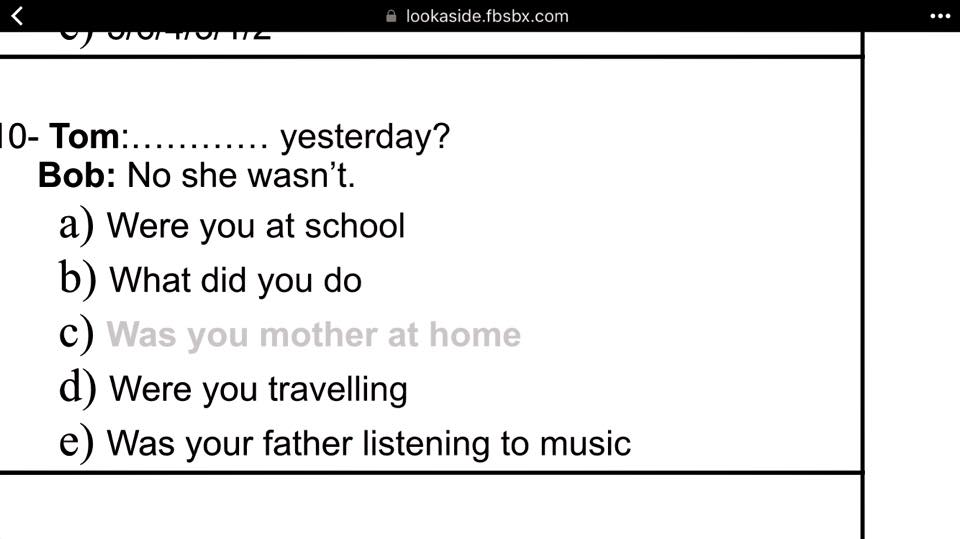 lookaside.fbsbx.com
10- Tom:............ yesterday?
Bob: No she wasn't.
a) Were you at school
b) What did you do
c) Was you mother at home
d) Were you travelling
e) Was your father listening to music